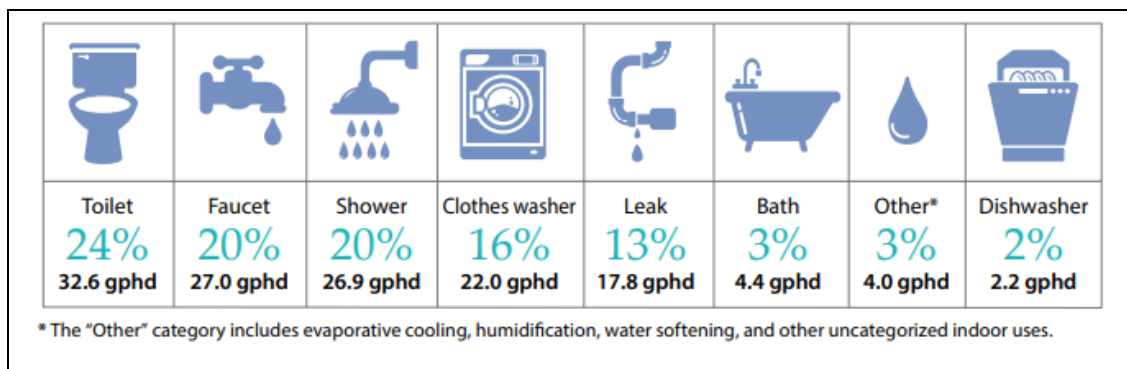 Toilet Faucet Shower Clothes washer Leak Bath Other* Dishwasher
24% 20% 20% 16% 13% 3% 3% 2%
32.6 gphd 27.0 gphd 26.9 gphd 22.0 gphd 17.8 gphd 4.4 gphd 4.0 gphd 2.2 gphd
* The “Other” category includes evaporative cooling, humidification, water softening, and other uncategorized indoor uses.